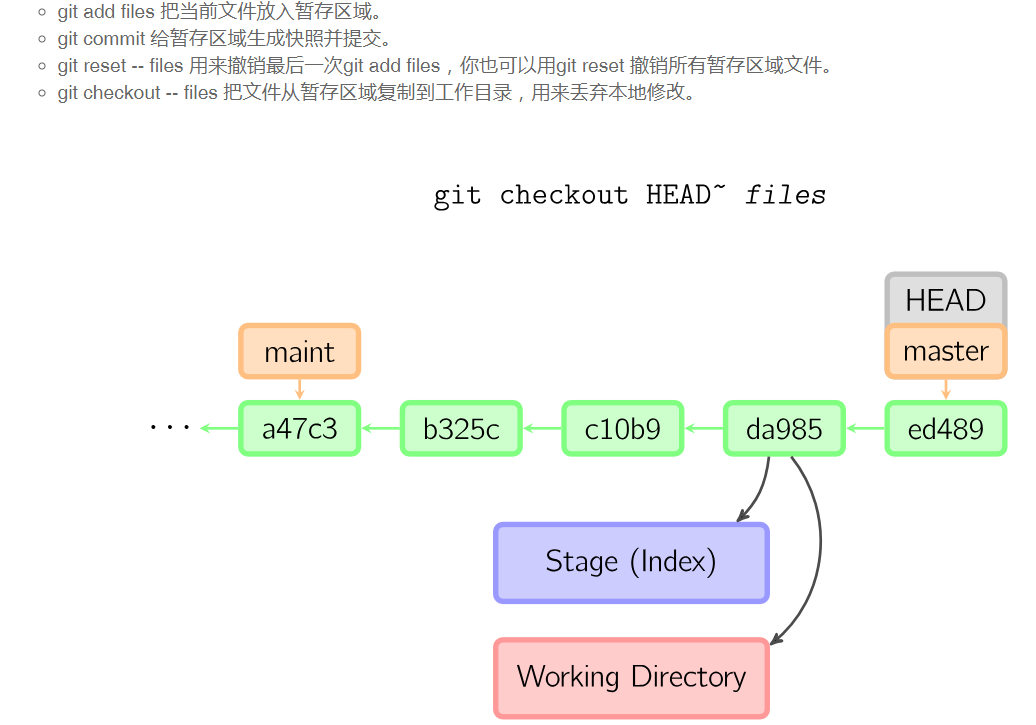 git add files 把当前文件放入暂存区域。
git commit 给暂存区域生成快照并提交。
git reset -- files 用来撤销最后一次git add files，你也可以用git reset 撤销所有暂存区域文件。
git checkout -- files 把文件从暂存区域复制到工作目录，用来丢弃本地修改。
git checkout HEAD~ files
HEAD
maint
master
... a47c3 b325c c10b9 da985 ed489
Stage (Index)
Working Directory